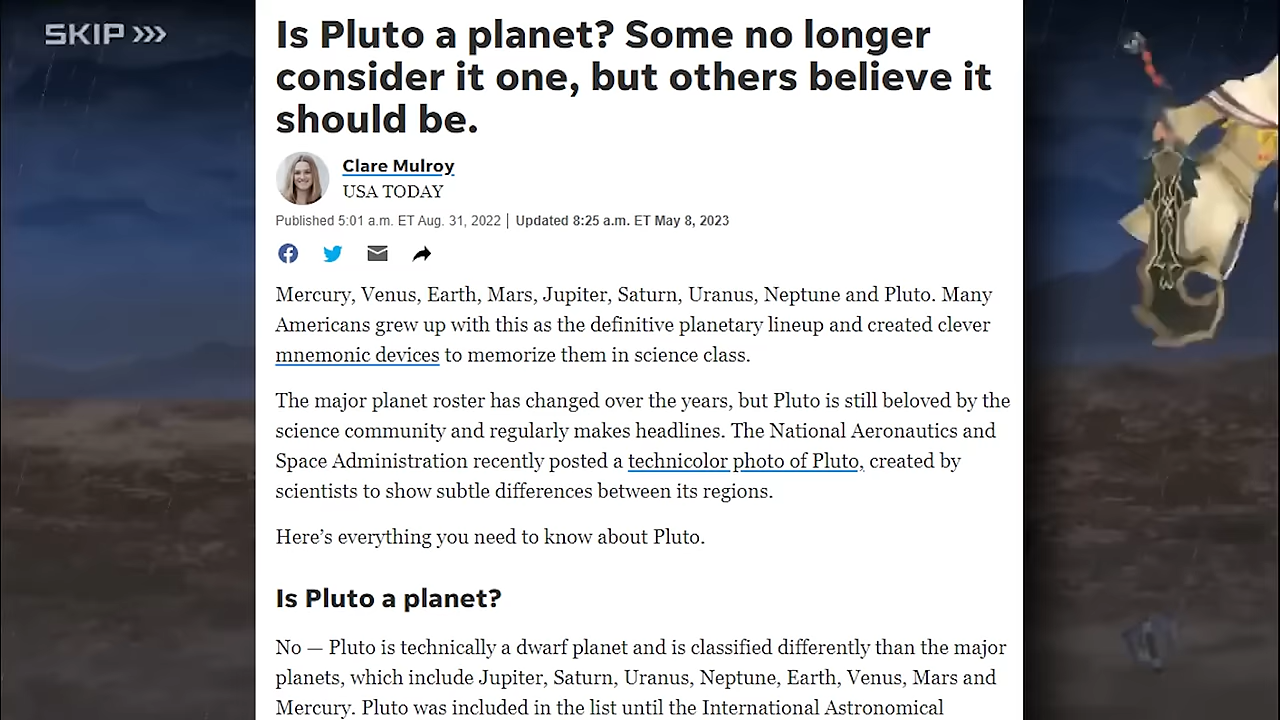 SKIP >>>
Is Pluto a planet? Some no longer
consider it one, but others believe it
should be.
Clare Mulroy
USA TODAY
Published 5:01 a.m. ET Aug. 31, 2022 | Updated 8:25 a.m. ET May 8, 2023
Mercury, Venus, Earth, Mars, Jupiter, Saturn, Uranus, Neptune and Pluto. Many
Americans grew up with this as the definitive planetary lineup and created clever
mnemonic devices to memorize them in science class.
The major planet roster has changed over the years, but Pluto is still beloved by the
science community and regularly makes headlines. The National Aeronautics and
Space Administration recently posted a technicolor photo of Pluto, created by
scientists to show subtle differences between its regions.
Here’s everything you need to know about Pluto.
Is Pluto a planet?
No — Pluto is technically a dwarf planet and is classified differently than the major
planets, which include Jupiter, Saturn, Uranus, Neptune, Earth, Venus, Mars and
Mercury. Pluto was included in the list until the International Astronomical